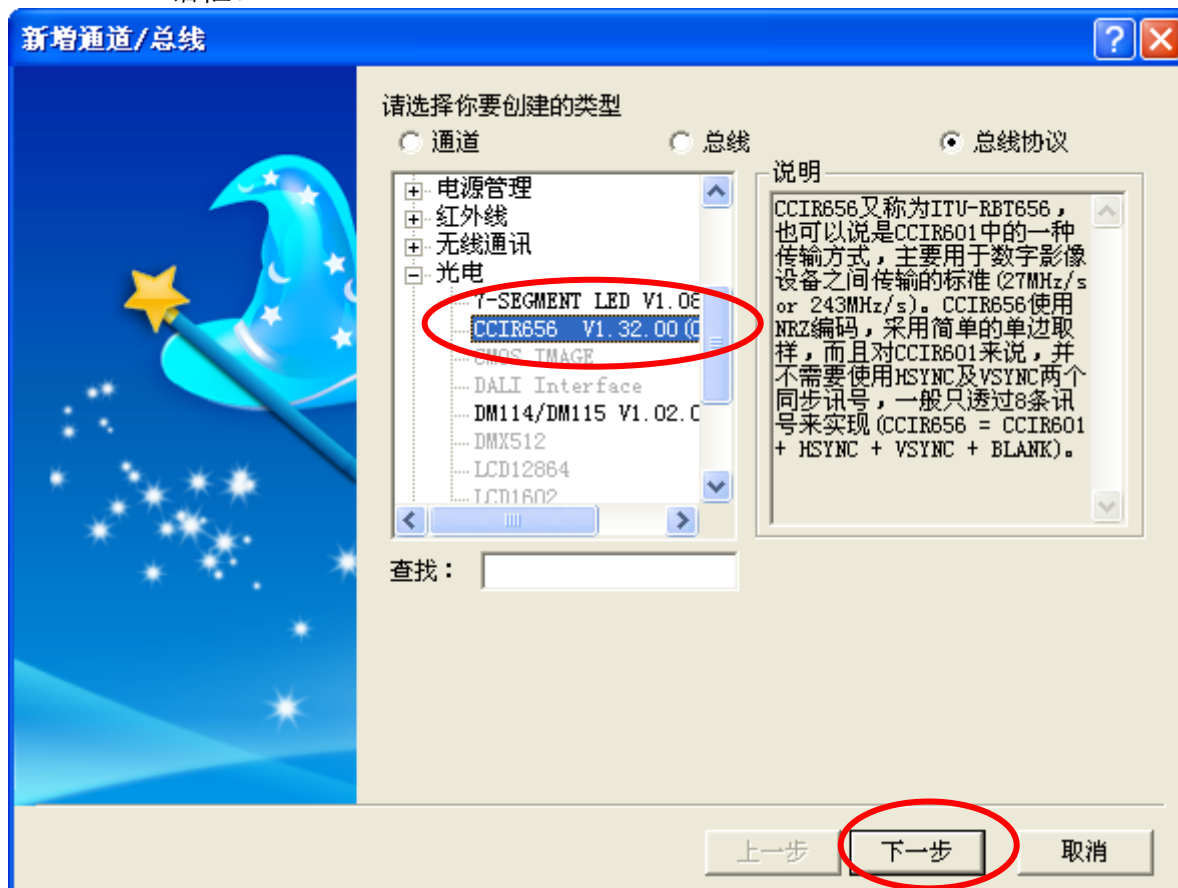 新增通道/总线
请选择你要创建的类型
通道
总线
总线协议
电源管理
红外线
无线通讯
光电
7-SEGMENT LED V1.08
CCIR656 V1.32.00(C
CMOS IMAGE
DALI Interface
DM114/DM115 V1.02.C
DMX512
LCD12864
LCD1602
说明
CCIR656又称为ITU-RBT656，
也可以说是CCIR601中的一种
传输方式，主要用于数字影像
设备之间传输的标准(27MHz/s
or 243MHz/s)。CCIR656使用
NRZ编码，采用简单的单边取
样，而且对CCIR601来说，并
不需要使用HSYNC及VSYNC两个
同步讯号，一般只透过8条讯
号来实现(CCIR656 = CCIR601
+ HSYNC + VSYNC + BLANK)。
查找：
上一步
下一步
取消